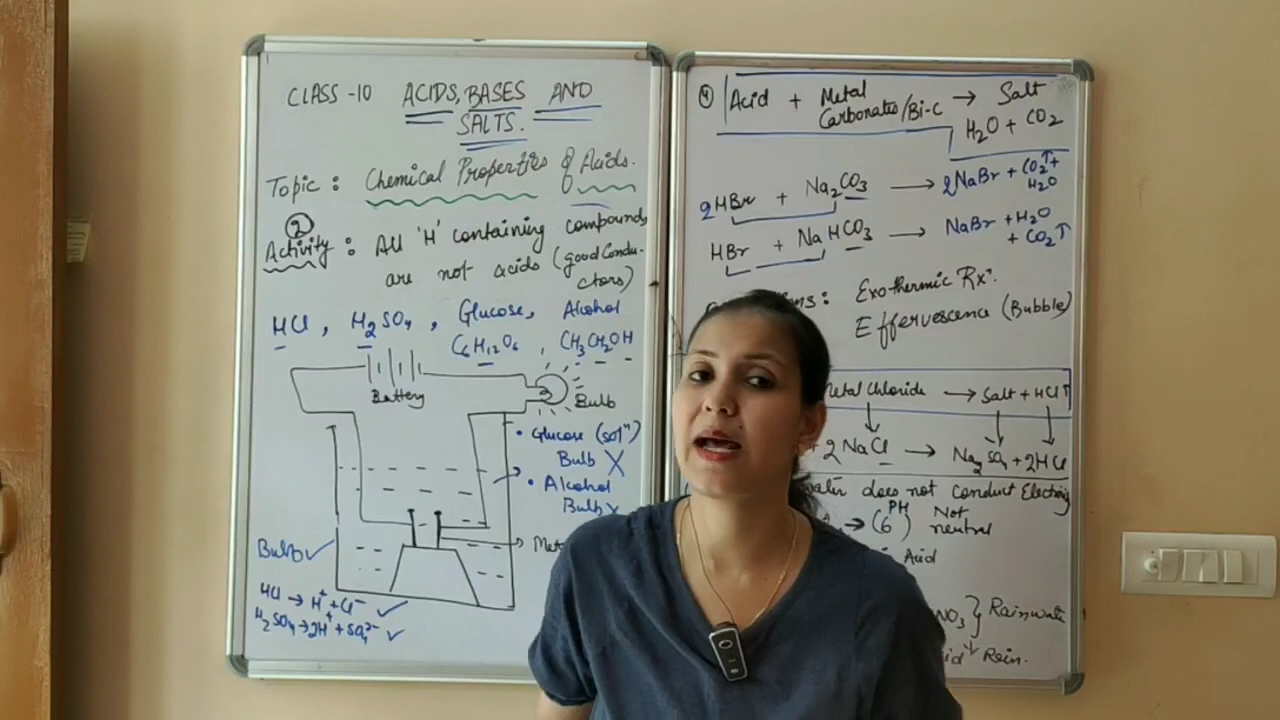 CLASS-10 ACIDS, BASES AND
SALTS.
Topic: Chemical Properties of Acids.
②
Activity: All 'H' containing compounds
are not acids (good Condu-
ctors)
HCl, H₂SO₄, Glucose, Alcohol
C₆H₁₂O₆, CH₃CH₂OH
Battery
Bulb
• Glucose (solⁿ)
Bulb X
• Alcohol
Bulb X
Bulb ✓
HCl → H⁺ + Cl⁻ ✓
H₂SO₄ → 2H⁺ + SO₄²⁻ ✓
④ Acid + Metal Carbonates/Bi-C → Salt
H₂O + CO₂
2HBr + Na₂CO₃ → 2NaBr + CO₂↑ +
H₂O
HBr + NaHCO₃ → NaBr + H₂O
+ CO₂↑
Exothermic Rxⁿ.
Effervescence (Bubble)
Chloride → Salt + HCl↑
+ 2NaCl → Na₂SO₄ + 2HCl
does not conduct Electricity
→ (6) PH Not
neutral
Acid
} Rainwater
Rain.